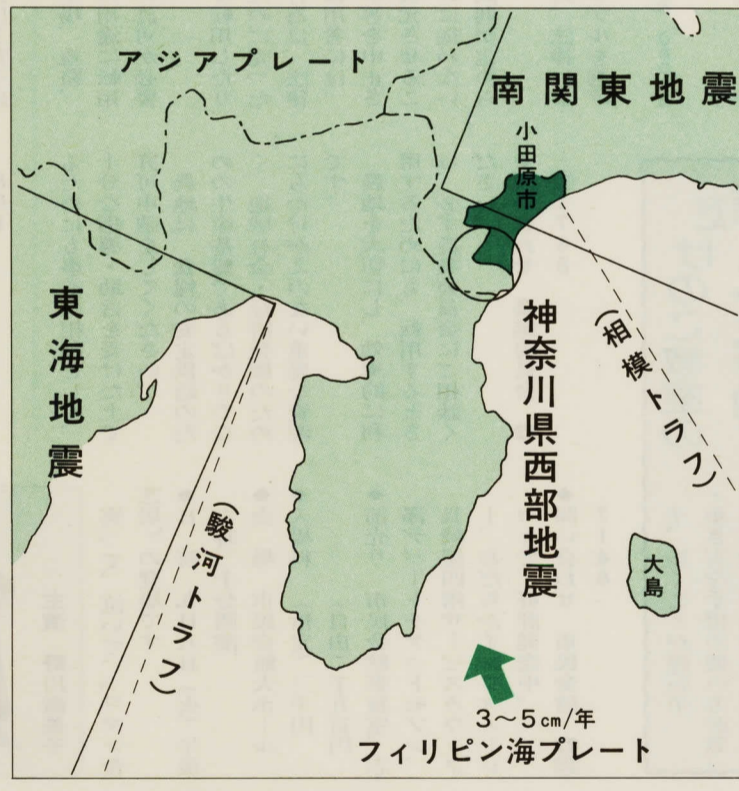 アジアプレート
南関東地震
小田原市
東海地震
神奈川県西部地震
(相模トラフ)
(駿河トラフ)
大島
3〜5cm/年
フィリピン海プレート